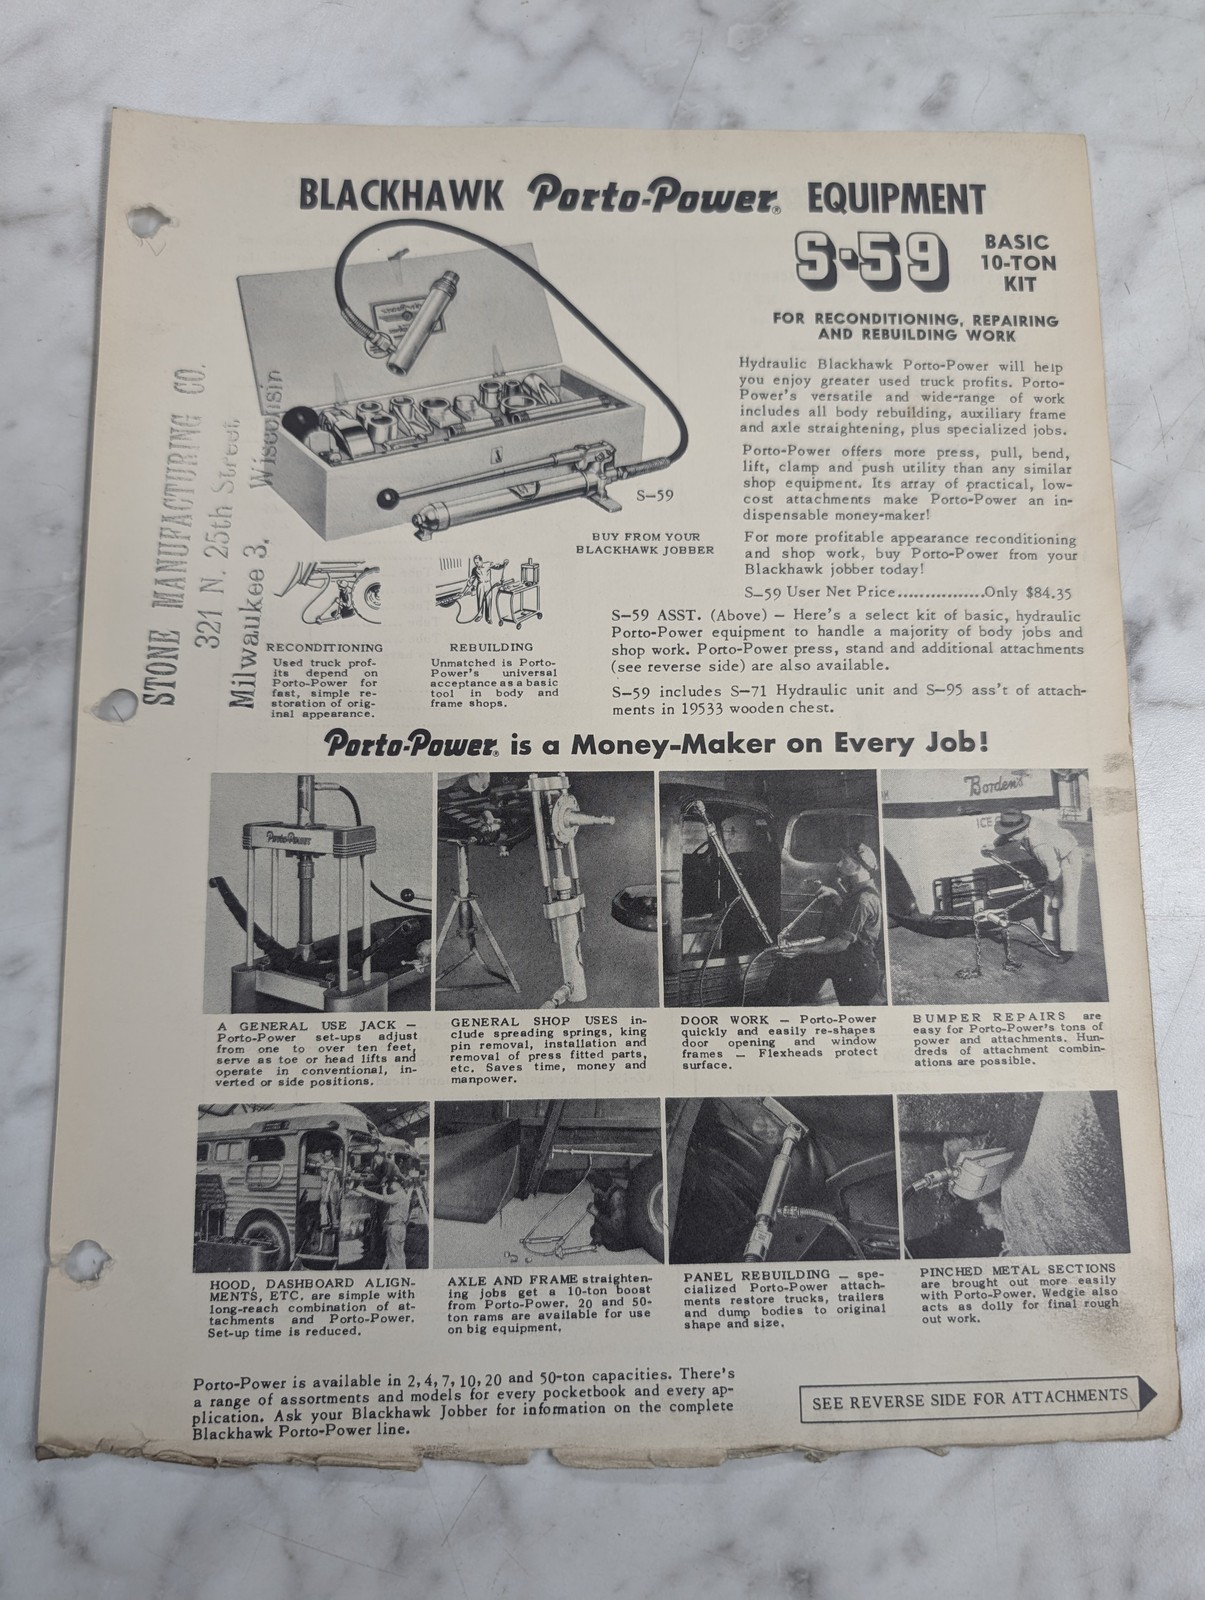 BLACKHAWK Porto-Power® EQUIPMENT
S-59
BASIC
10-TON
KIT
FOR RECONDITIONING, REPAIRING
AND REBUILDING WORK
Hydraulic Blackhawk Porto-Power will help
you enjoy greater used truck profits. Porto-
Power's versatile and wide-range of work
includes all body rebuilding, auxiliary frame
and axle straightening, plus specialized jobs.
Porto-Power offers more press, pull, bend,
lift, clamp and push utility than any similar
shop equipment. Its array of practical, low-
cost attachments make Porto-Power an in-
dispensable money-maker!
For more profitable appearance reconditioning
and shop work, buy Porto-Power from your
Blackhawk jobber today!
S-59 User Net Price................Only $84.35
S-59
BUY FROM YOUR
BLACKHAWK JOBBER
STONE MANUFACTURING CO.
321 N. 25th Street,
Milwaukee 3, Wisconsin
RECONDITIONING
Used truck prof-
its depend on
Porto-Power for
fast, simple re-
storation of orig-
inal appearance.
REBUILDING
Unmatched is Porto-
Power's universal
acceptance as a basic
tool in body and
frame shops.
S-59 ASST. (Above) - Here's a select kit of basic, hydraulic
Porto-Power equipment to handle a majority of body jobs and
shop work. Porto-Power press, stand and additional attachments
(see reverse side) are also available.
S-59 includes S-71 Hydraulic unit and S-95 ass't of attach-
ments in 19533 wooden chest.
Porto-Power® is a Money-Maker on Every Job!
Porto-Power
Borden's
ICE
A GENERAL USE JACK -
Porto-Power set-ups adjust
from one to over ten feet,
serve as toe or head lifts and
operate in conventional, in-
verted or side positions.
GENERAL SHOP USES in-
clude spreading springs, king
pin removal, installation and
removal of press fitted parts,
etc. Saves time, money and
manpower.
DOOR WORK - Porto-Power
quickly and easily re-shapes
door opening and window
frames - Flexheads protect
surface.
BUMPER REPAIRS are
easy for Porto-Power's tons of
power and attachments. Hun-
dreds of attachment combin-
ations are possible.
HOOD, DASHBOARD ALIGN-
MENTS, ETC. are simple with
long-reach combination of at-
tachments and Porto-Power.
Set-up time is reduced.
AXLE AND FRAME straighten-
ing jobs get a 10-ton boost
from Porto-Power. 20 and 50-
ton rams are available for use
on big equipment.
PANEL REBUILDING - spe-
cialized Porto-Power attach-
ments restore trucks, trailers
and dump bodies to original
shape and size.
PINCHED METAL SECTIONS
are brought out more easily
with Porto-Power. Wedgie also
acts as dolly for final rough
out work.
Porto-Power is available in 2, 4, 7, 10, 20 and 50-ton capacities. There's
a range of assortments and models for every pocketbook and every ap-
plication. Ask your Blackhawk Jobber for information on the complete
Blackhawk Porto-Power line.
SEE REVERSE SIDE FOR ATTACHMENTS